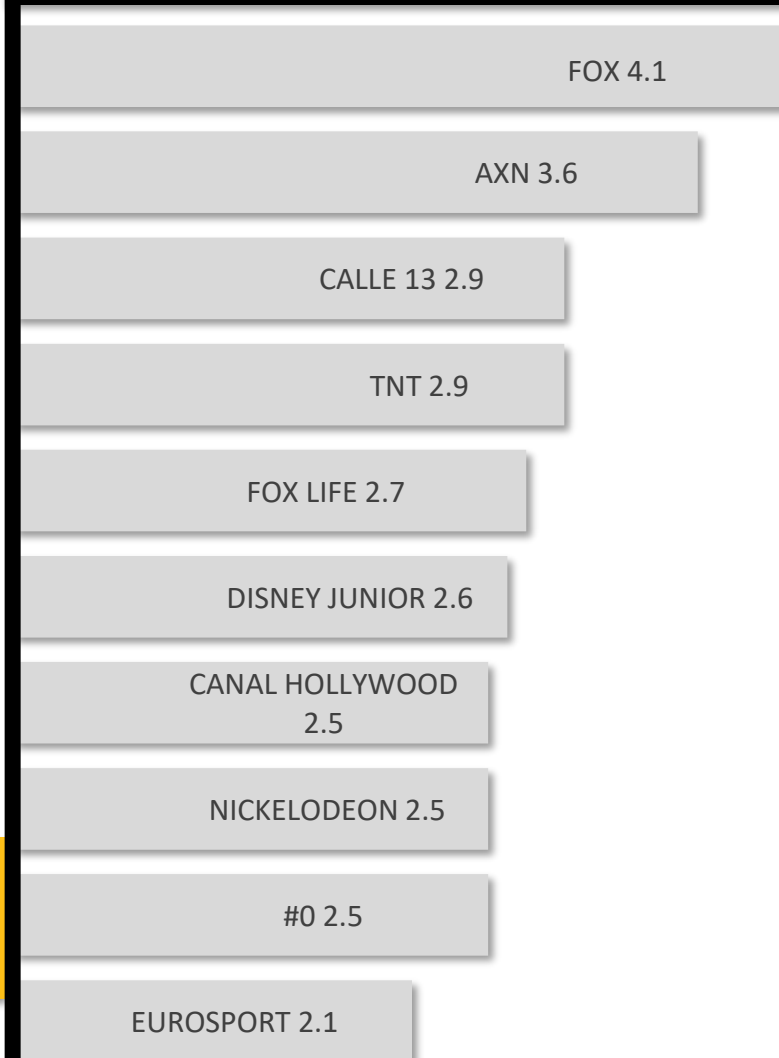 FOX 4.1
AXN 3.6
CALLE 13 2.9
TNT 2.9
FOX LIFE 2.7
DISNEY JUNIOR 2.6
CANAL HOLLYWOOD
2.5
NICKELODEON 2.5
#0 2.5
EUROSPORT 2.1